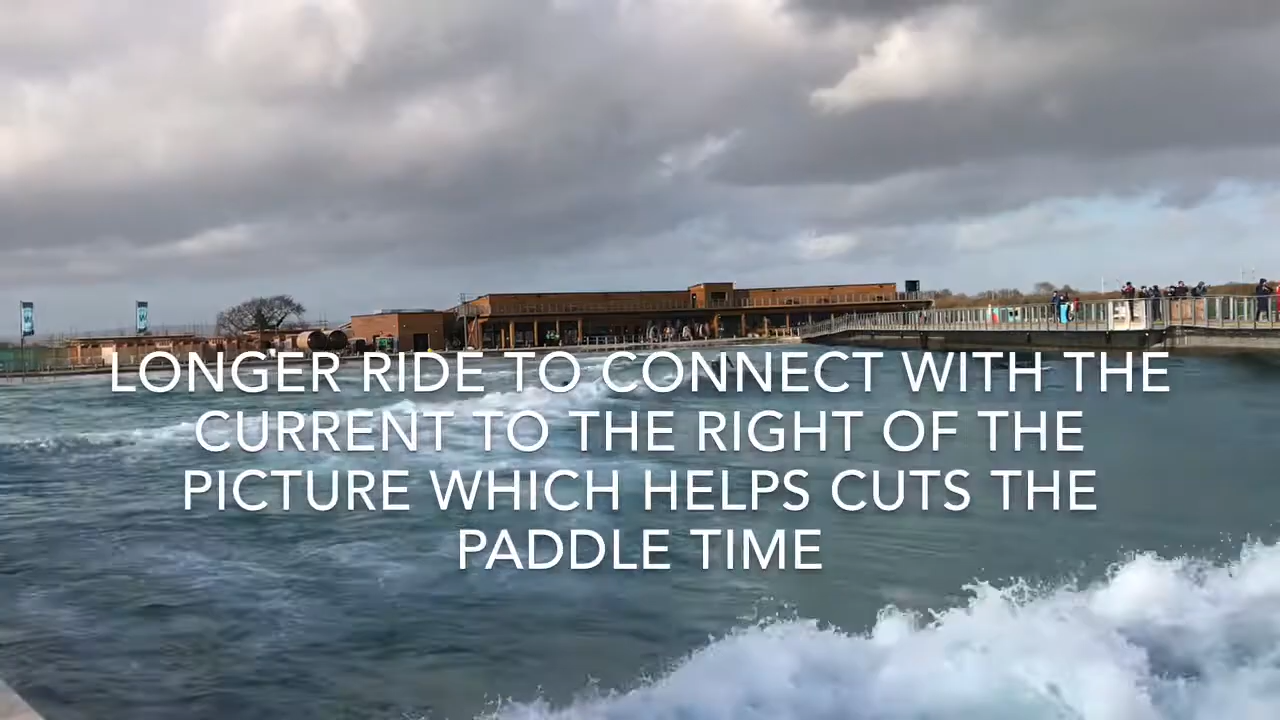 LONGER RIDE TO CONNECT WITH THE
CURRENT TO THE RIGHT OF THE
PICTURE WHICH HELPS CUTS THE
PADDLE TIME